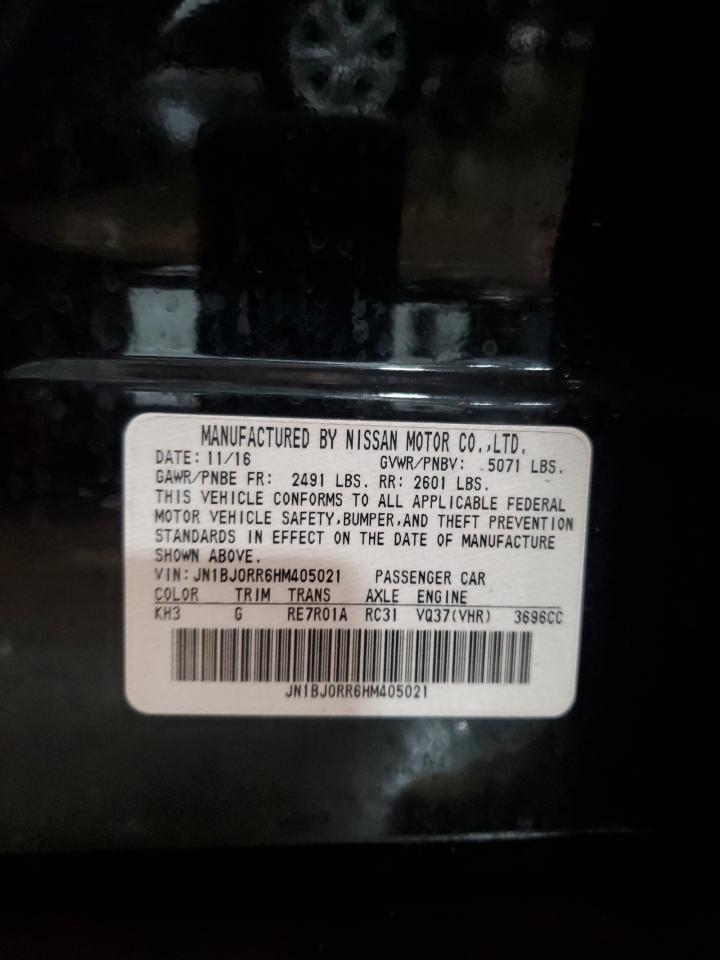 MANUFACTURED BY NISSAN MOTOR CO.,LTD.
DATE: 11/16 GVWR/PNBV: 5071 LBS.
GAWR/PNBE FR: 2491 LBS. RR: 2601 LBS.
THIS VEHICLE CONFORMS TO ALL APPLICABLE FEDERAL
MOTOR VEHICLE SAFETY,BUMPER,AND THEFT PREVENTION
STANDARDS IN EFFECT ON THE DATE OF MANUFACTURE
SHOWN ABOVE.
VIN: JN1BJ0RR6HM405021 PASSENGER CAR
COLOR TRIM TRANS AXLE ENGINE
KH3 G RE7R01A RC31 VQ37(VHR) 3696CC
JN1BJ0RR6HM405021